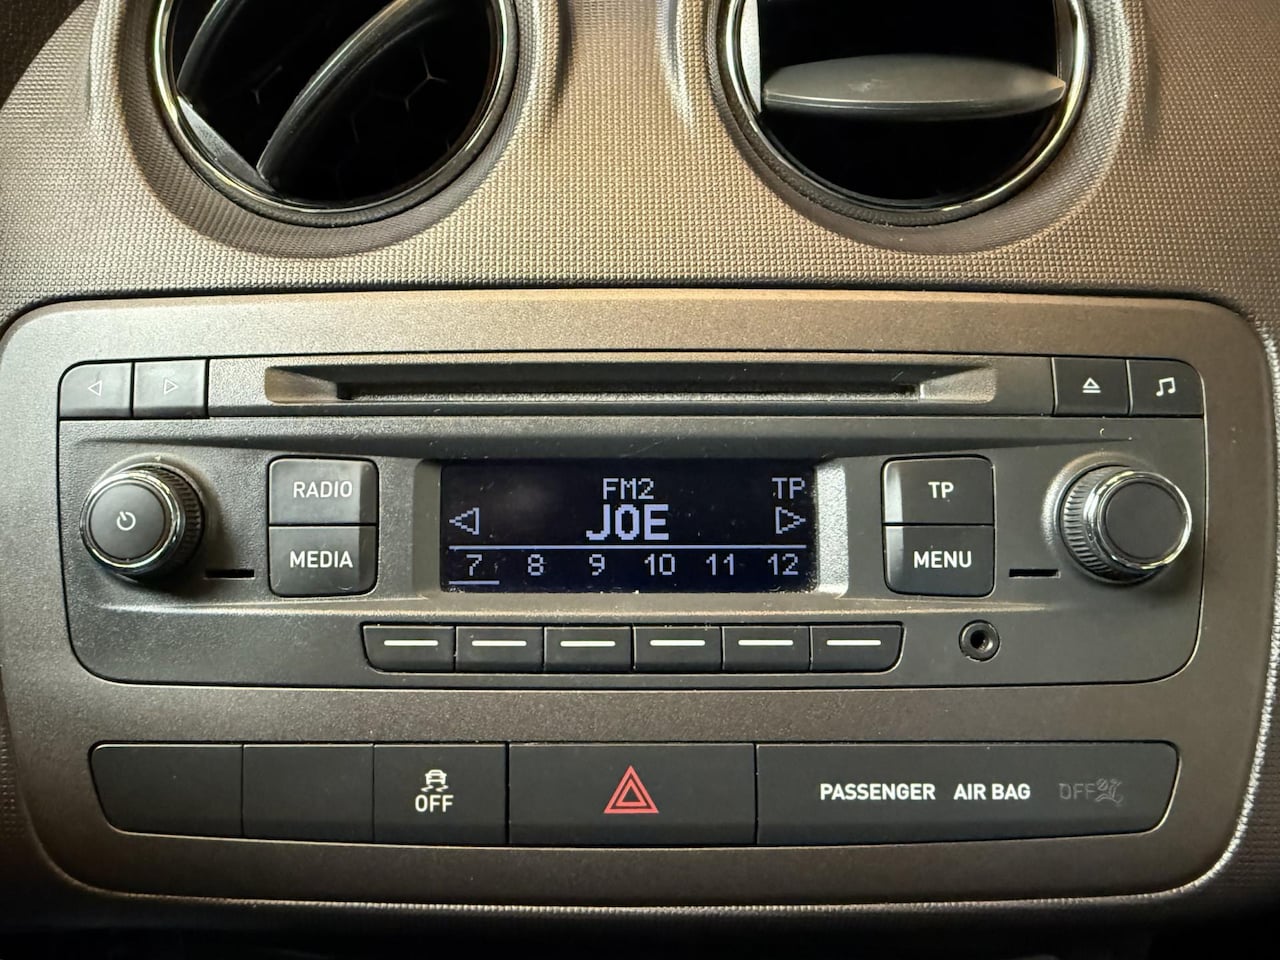 RADIO
MEDIA
FM2 TP
JOE
7 8 9 10 11 12
TP
MENU
OFF
PASSENGER AIR BAG OFF